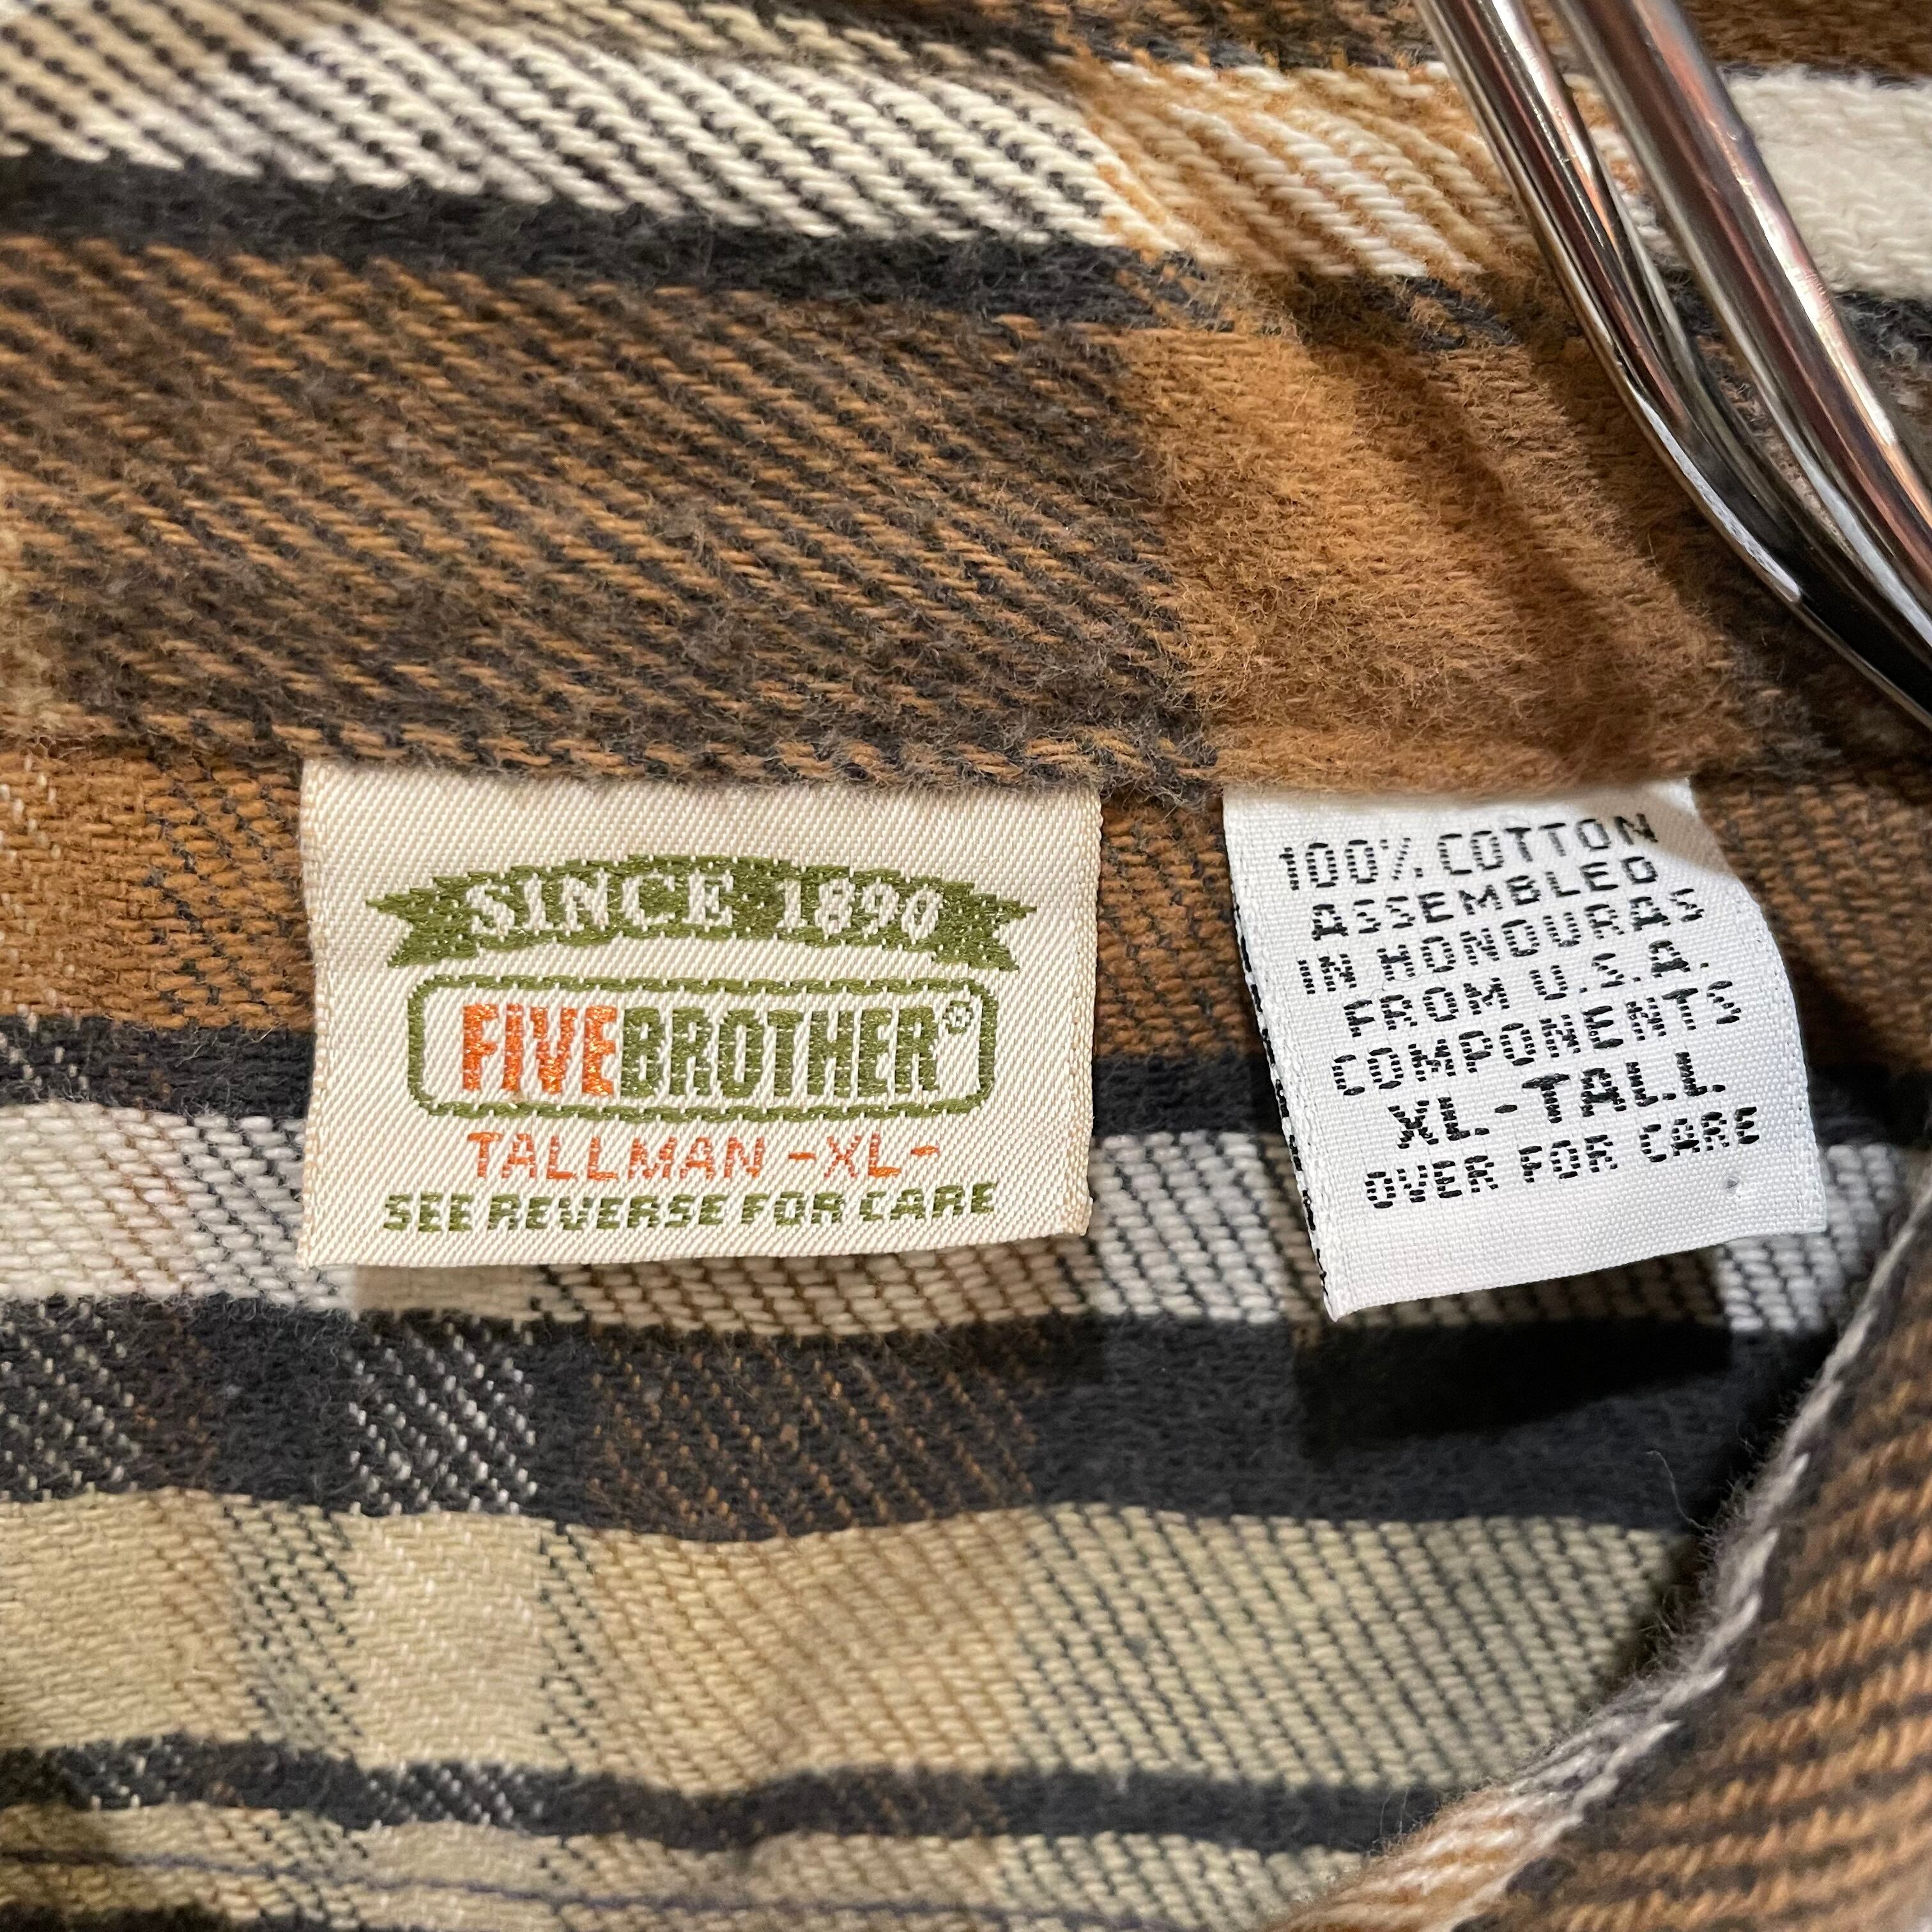 SINCE 1890
FiVEBROTHER®
TALLMAN -XL-
SEE REVERSE FOR CARE
100% COTTON
ASSEMBLED
IN HONDURAS
FROM U.S.A.
COMPONENTS
XL-TALL
OVER FOR CARE